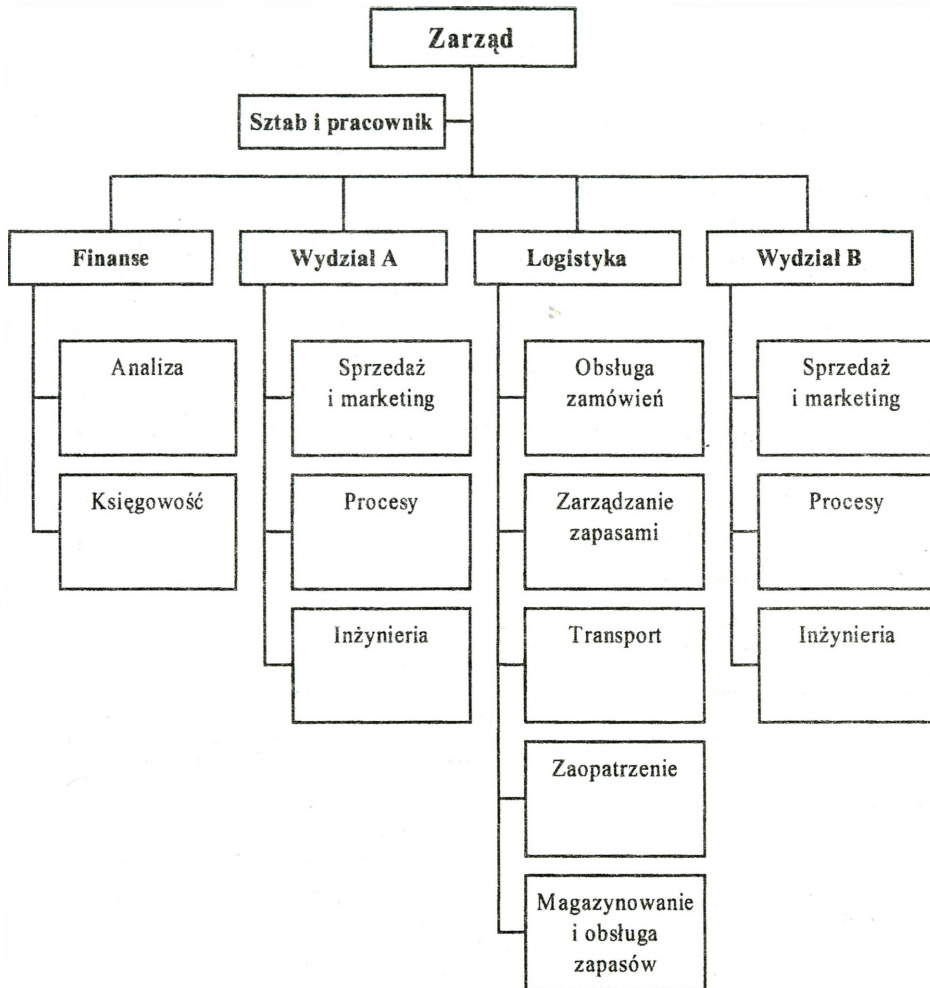 Zarząd
Sztab i pracownik
Finanse
Wydział A
Logistyka
Wydział B
Analiza
Sprzedaż
i marketing
Obsługa
zamówień
Sprzedaż
i marketing
Księgowość
Procesy
Zarządzanie
zapasami
Procesy
Inżynieria
Transport
Inżynieria
Zaopatrzenie
Magazynowanie
i obsługa
zapasów